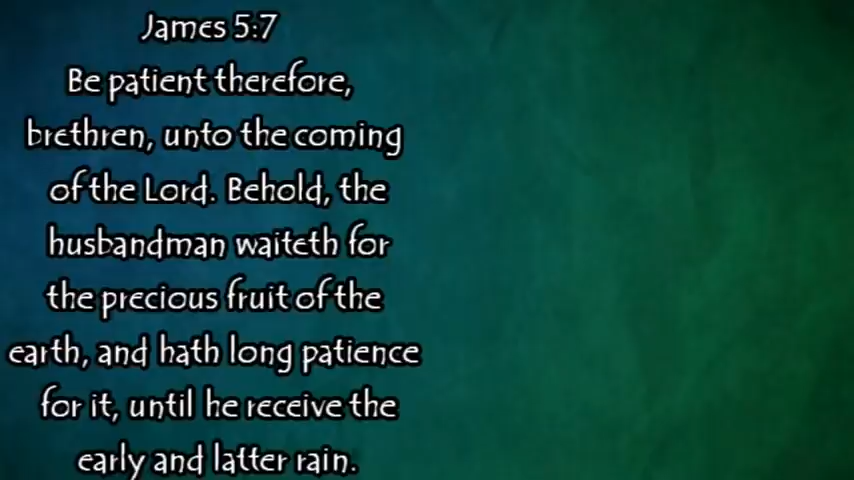 James 5:7
Be patient therefore,
brethren, unto the coming
of the Lord. Behold, the
husbandman waiteth for
the precious fruit of the
earth, and hath long patience
for it, until he receive the
early and latter rain.